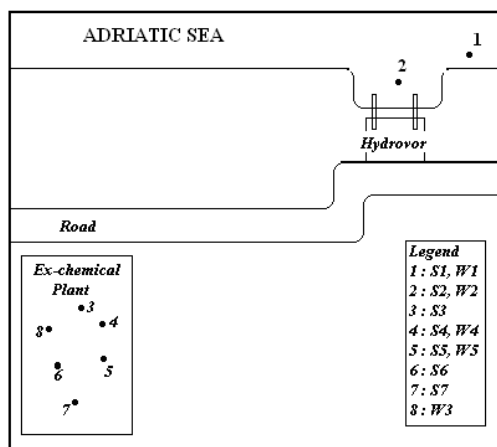 ADRIATIC SEA
1
2
Hydrovor
Road
Ex-chemical
Plant
3
4
8
5
6
7
Legend
1 : S1, W1
2 : S2, W2
3 : S3
4 : S4, W4
5 : S5, W5
6 : S6
7 : S7
8 : W3